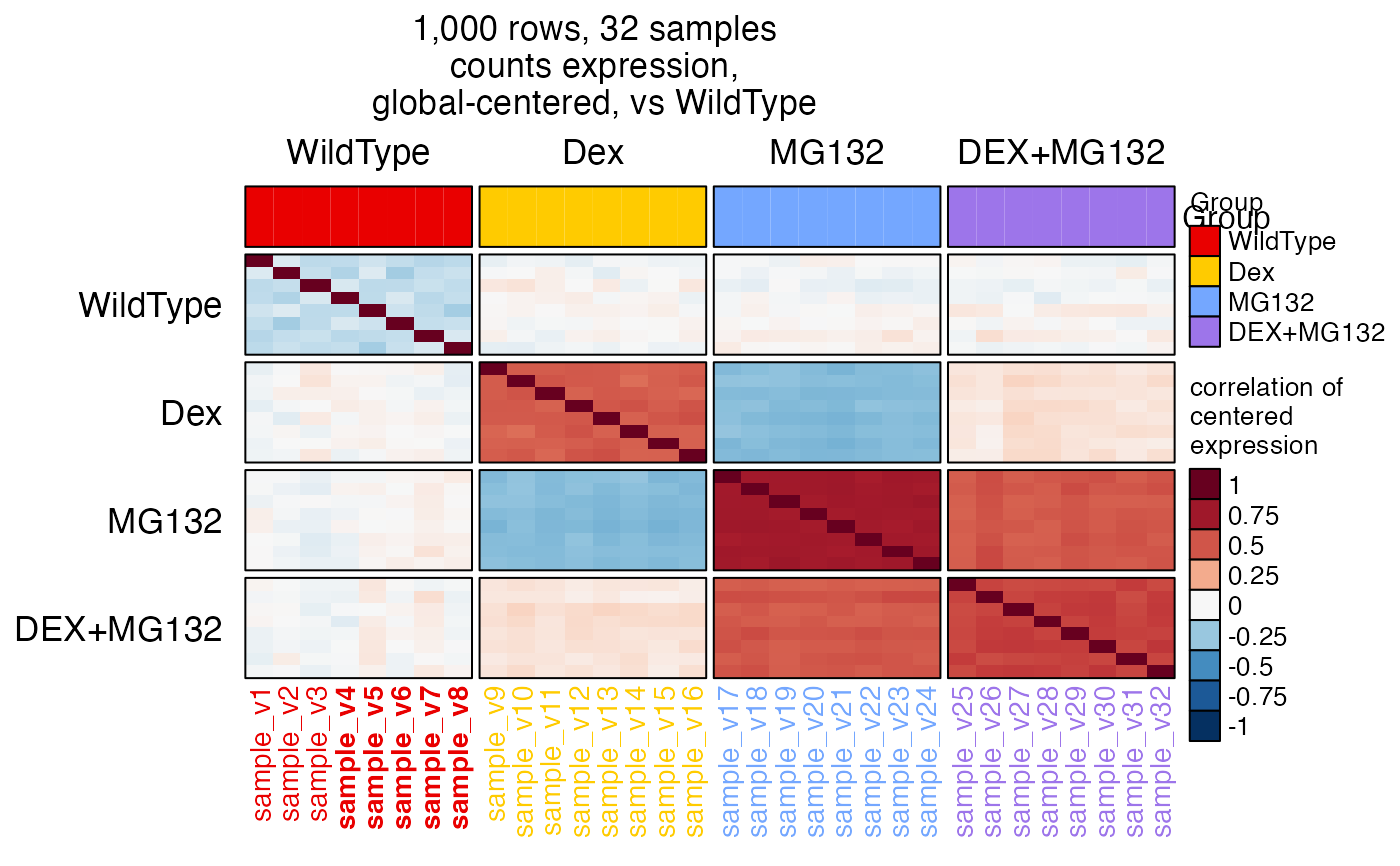 1,000 rows, 32 samples
counts expression,
global-centered, vs WildType
WildType
Dex
MG132
DEX+MG132
Group
Group
WildType
Dex
MG132
DEX+MG132
WildType
Dex
MG132
DEX+MG132
correlation of
centered
expression
1
0.75
0.5
0.25
0
-0.25
-0.5
-0.75
-1
sample_v1
sample_v2
sample_v3
sample_v4
sample_v5
sample_v6
sample_v7
sample_v8
sample_v9
sample_v10
sample_v11
sample_v12
sample_v13
sample_v14
sample_v15
sample_v16
sample_v17
sample_v18
sample_v19
sample_v20
sample_v21
sample_v22
sample_v23
sample_v24
sample_v25
sample_v26
sample_v27
sample_v28
sample_v29
sample_v30
sample_v31
sample_v32